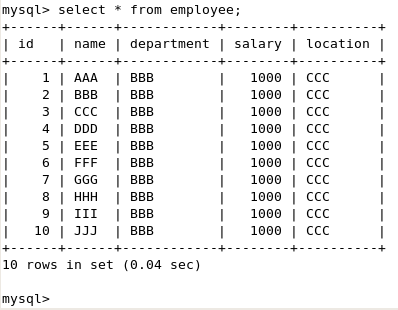 mysql> select * from employee;
+------+------+------------+--------+----------+
| id   | name | department | salary | location |
+------+------+------------+--------+----------+
|    1 | AAA  | BBB        |   1000 | CCC      |
|    2 | BBB  | BBB        |   1000 | CCC      |
|    3 | CCC  | BBB        |   1000 | CCC      |
|    4 | DDD  | BBB        |   1000 | CCC      |
|    5 | EEE  | BBB        |   1000 | CCC      |
|    6 | FFF  | BBB        |   1000 | CCC      |
|    7 | GGG  | BBB        |   1000 | CCC      |
|    8 | HHH  | BBB        |   1000 | CCC      |
|    9 | III  | BBB        |   1000 | CCC      |
|   10 | JJJ  | BBB        |   1000 | CCC      |
+------+------+------------+--------+----------+
10 rows in set (0.04 sec)

mysql>